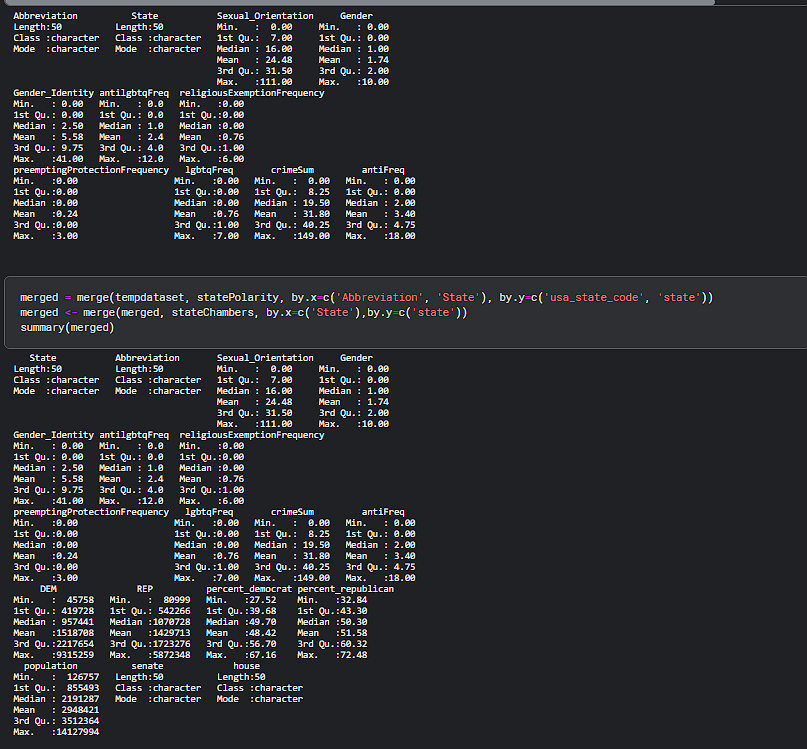 Abbreviation State Sexual_Orientation Gender
Length:50 Length:50 Min. : 0.00 Min. : 0.00
Class :character Class :character 1st Qu.: 7.00 1st Qu.: 0.00
Mode :character Mode :character Median : 16.00 Median : 1.00
Mean : 24.48 Mean : 1.74
3rd Qu.: 31.50 3rd Qu.: 2.00
Max. :111.00 Max. :10.00
Gender_Identity antilgbtqFreq religiousExemptionFrequency
Min. : 0.00 Min. : 0.0 Min. :0.00
1st Qu.: 0.00 1st Qu.: 0.0 1st Qu.:0.00
Median : 2.50 Median : 1.0 Median :0.00
Mean : 5.58 Mean : 2.4 Mean :0.76
3rd Qu.: 9.75 3rd Qu.: 4.0 3rd Qu.:1.00
Max. :41.00 Max. :12.0 Max. :6.00
preemptingProtectionFrequency lgbtqFreq crimeSum antiFreq
Min. :0.00 Min. :0.00 Min. : 0.00 Min. : 0.00
1st Qu.:0.00 1st Qu.:0.00 1st Qu.: 8.25 1st Qu.: 0.00
Median :0.00 Median :0.00 Median : 19.50 Median : 2.00
Mean :0.24 Mean :0.76 Mean : 31.80 Mean : 3.40
3rd Qu.:0.00 3rd Qu.:1.00 3rd Qu.: 40.25 3rd Qu.: 4.75
Max. :3.00 Max. :7.00 Max. :149.00 Max. :18.00
merged = merge(tempdataset, statePolarity, by.x=c('Abbreviation', 'State'), by.y=c('usa_state_code', 'state'))
merged <- merge(merged, stateChambers, by.x=c('State'),by.y=c('state'))
summary(merged)
State Abbreviation Sexual_Orientation Gender
Length:50 Length:50 Min. : 0.00 Min. : 0.00
Class :character Class :character 1st Qu.: 7.00 1st Qu.: 0.00
Mode :character Mode :character Median : 16.00 Median : 1.00
Mean : 24.48 Mean : 1.74
3rd Qu.: 31.50 3rd Qu.: 2.00
Max. :111.00 Max. :10.00
Gender_Identity antilgbtqFreq religiousExemptionFrequency
Min. : 0.00 Min. : 0.0 Min. :0.00
1st Qu.: 0.00 1st Qu.: 0.0 1st Qu.:0.00
Median : 2.50 Median : 1.0 Median :0.00
Mean : 5.58 Mean : 2.4 Mean :0.76
3rd Qu.: 9.75 3rd Qu.: 4.0 3rd Qu.:1.00
Max. :41.00 Max. :12.0 Max. :6.00
preemptingProtectionFrequency lgbtqFreq crimeSum antiFreq
Min. :0.00 Min. :0.00 Min. : 0.00 Min. : 0.00
1st Qu.:0.00 1st Qu.:0.00 1st Qu.: 8.25 1st Qu.: 0.00
Median :0.00 Median :0.00 Median : 19.50 Median : 2.00
Mean :0.24 Mean :0.76 Mean : 31.80 Mean : 3.40
3rd Qu.:0.00 3rd Qu.:1.00 3rd Qu.: 40.25 3rd Qu.: 4.75
Max. :3.00 Max. :7.00 Max. :149.00 Max. :18.00
DEM REP percent_democrat percent_republican
Min. : 45758 Min. : 80999 Min. :27.52 Min. :32.84
1st Qu.: 419728 1st Qu.: 542266 1st Qu.:39.68 1st Qu.:43.30
Median : 957441 Median :1070728 Median :49.70 Median :50.30
Mean :1518708 Mean :1429713 Mean :48.42 Mean :51.58
3rd Qu.:2217654 3rd Qu.:1723276 3rd Qu.:56.70 3rd Qu.:60.32
Max. :9315259 Max. :5872348 Max. :67.16 Max. :72.48
population senate house
Min. : 126757 Length:50 Length:50
1st Qu.: 855493 Class :character Class :character
Median : 2191287 Mode :character Mode :character
Mean : 2948421
3rd Qu.: 3512364
Max. :14127994